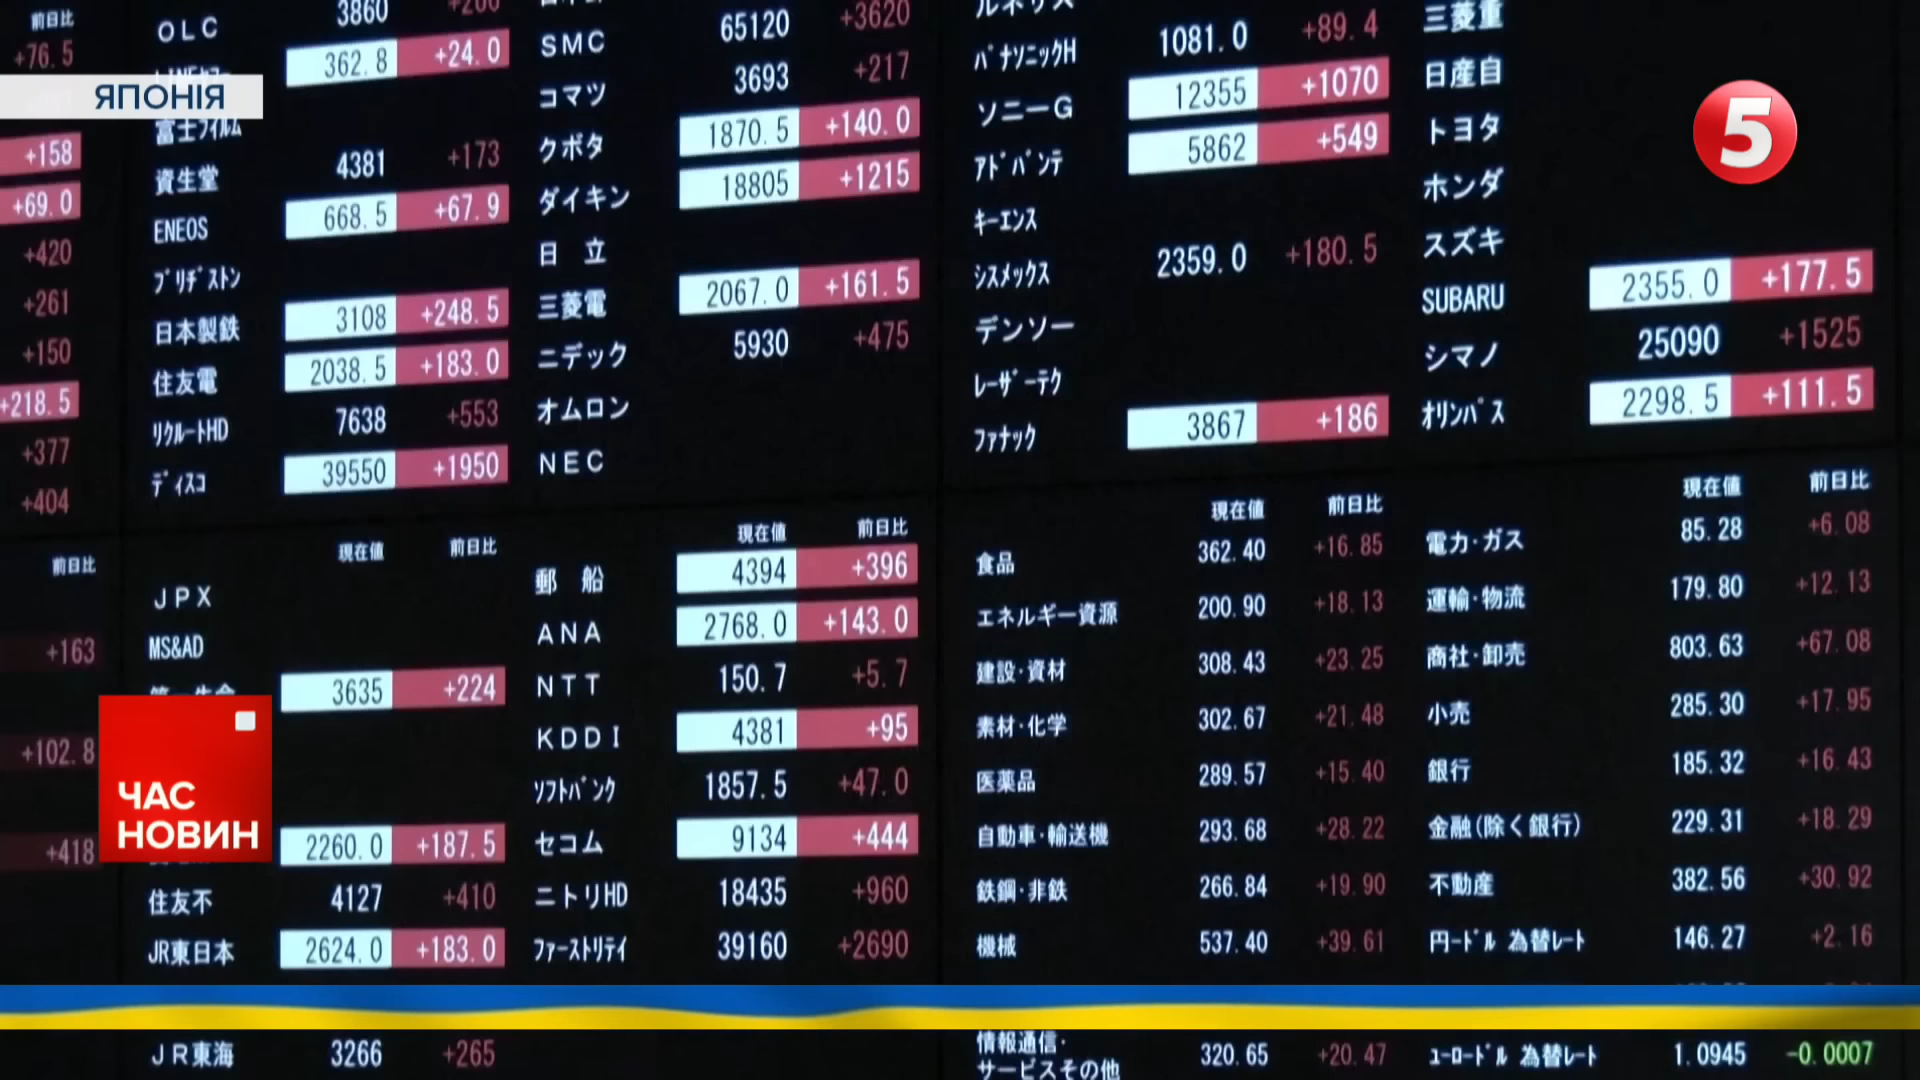 前日比
+76.5
+158
+69.0
+420
+261
+150
+218.5
+377
+404
ЯПОНІЯ
OLC 3860
362.8 +24.0
富士フイルム
資生堂 4381 +173
ENEOS 668.5 +67.9
ブリヂストン
日本製鉄 3108 +248.5
住友電 2038.5 +183.0
リクルートHD 7638 +553
ディスコ 39550 +1950
65120 +3620
SMC 3693 +217
コマツ 1870.5 +140.0
クボタ 18805 +1215
ダイキン
日 立 2067.0 +161.5
三菱電 5930 +475
ニデック
オムロン
NEC
ルネサス 1081.0 +89.4
パナソニックH 12355 +1070
ソニーG 5862 +549
アドバンテ
キーエンス 2359.0 +180.5
シスメックス
デンソー
レーザーテク 3867 +186
ファナック
三菱重
日産自
トヨタ
ホンダ
スズキ 2355.0 +177.5
SUBARU 25090 +1525
シマノ 2298.5 +111.5
オリンパス
5
前日比
+163
+102.8
+418
現在値 前日比
JPX
MS&AD 3635 +224
2260.0 +187.5
住友不 4127 +410
JR東日本 2624.0 +183.0
JR東海 3266 +265
ЧАС
НОВИН
現在値 前日比
郵 船 4394 +396
ANA 2768.0 +143.0
NTT 150.7 +5.7
KDDI 4381 +95
ソフトバンク 1857.5 +47.0
セコム 9134 +444
ニトリHD 18435 +960
ファーストリテイ 39160 +2690
現在値 前日比
食品 362.40 +16.85
エネルギー資源 200.90 +18.13
建設・資材 308.43 +23.25
素材・化学 302.67 +21.48
医薬品 289.57 +15.40
自動車・輸送機 293.68 +28.22
鉄鋼・非鉄 266.84 +19.90
機械 537.40 +39.61
情報通信・
サービスその他 320.65 +20.47
現在値 前日比
電力・ガス 85.28 +6.08
運輸・物流 179.80 +12.13
商社・卸売 803.63 +67.08
小売 285.30 +17.95
銀行 185.32 +16.43
金融(除く銀行) 229.31 +18.29
不動産 382.56 +30.92
円-ドル 為替レート 146.27 +2.16
ユーロ-ドル 為替レート 1.0945 -0.0007